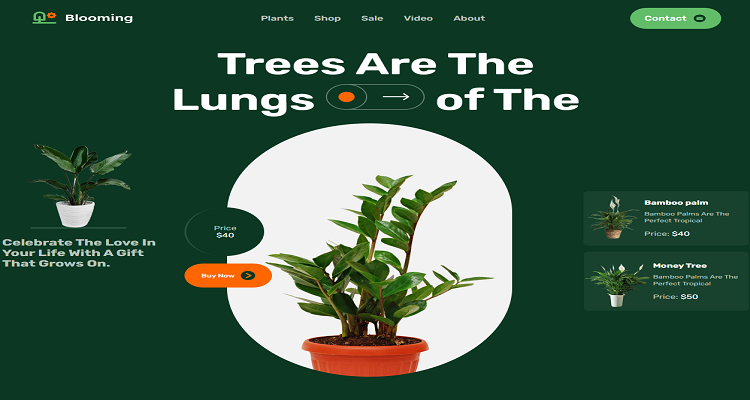 Blooming
Plants Shop Sale Video About
Contact
Trees Are The
Lungs of The
Celebrate The Love In
Your Life With A Gift
That Grows On.
Price
$40
Buy Now
Bamboo palm
Bamboo Palms Are The
Perfect Tropical
Price: $40
Money Tree
Bamboo Palms Are The
Perfect Tropical
Price: $50